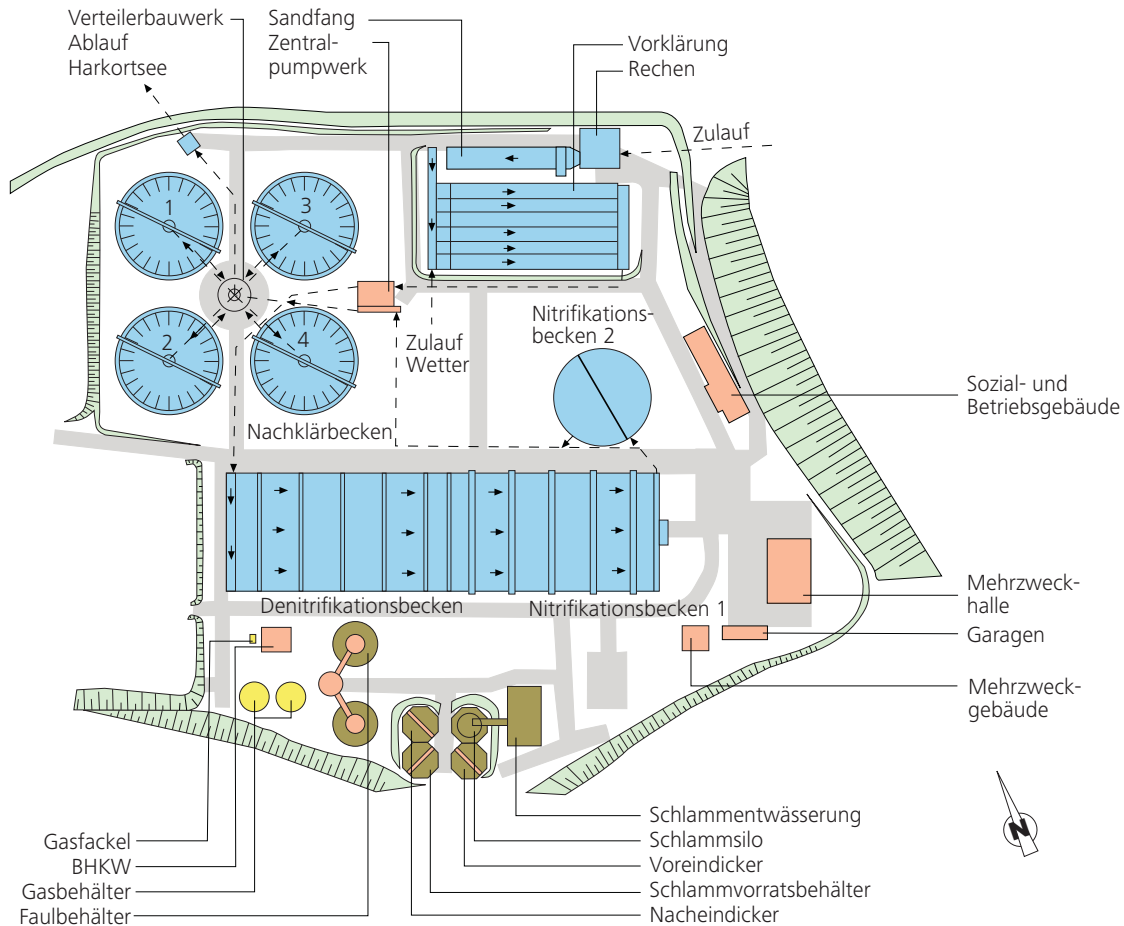 Verteilerbauwerk
Ablauf
Harkortsee
Sandfang
Zentral-
pumpwerk
Vorklärung
Rechen
Zulauf
1
3
2
4
Zulauf
Wetter
Nitrifikations-
becken 2
Nachklärbecken
Sozial- und
Betriebsgebäude
Denitrifikationsbecken
Nitrifikationsbecken 1
Mehrzweck-
halle
Garagen
Mehrzweck-
gebäude
N
Gasfackel
BHKW
Gasbehälter
Faulbehälter
Schlammentwässerung
Schlammsilo
Voreindicker
Schlammvorratsbehälter
Nacheindicker